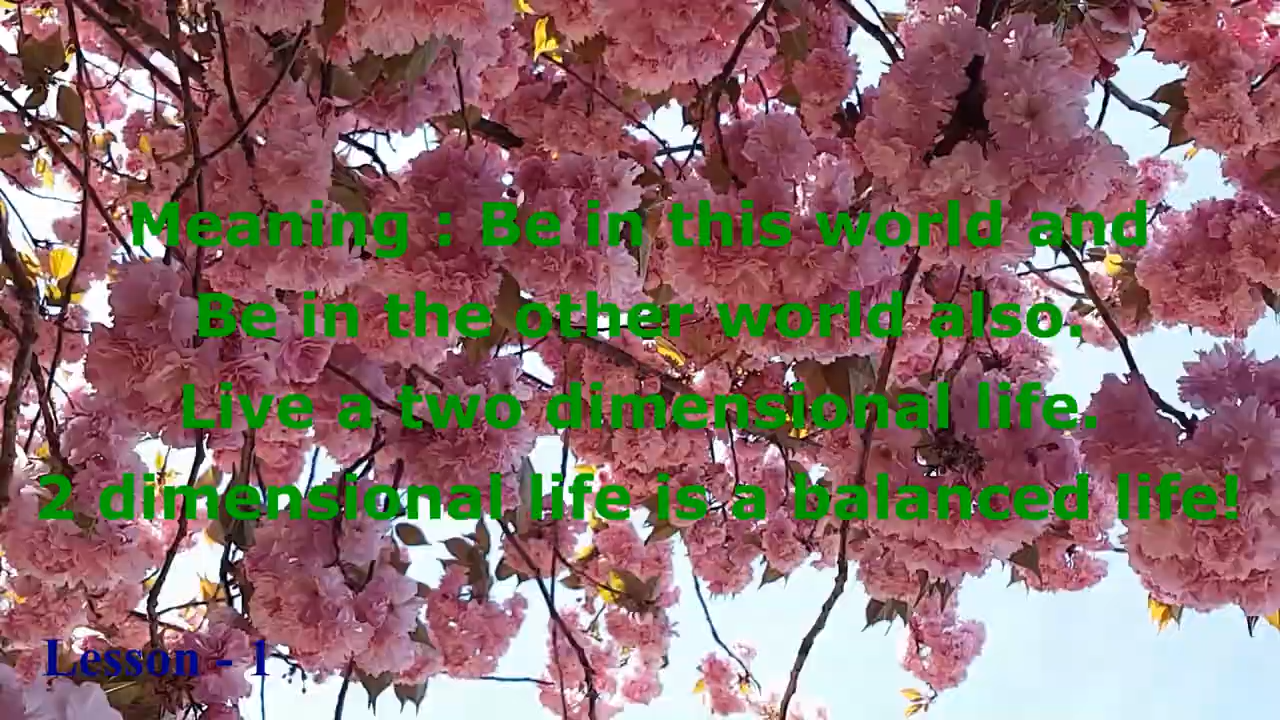 Meaning : Be in this world and
Be in the other world also.
Live a two dimensional life.
2 dimensional life is a balanced life!
Lesson - 1